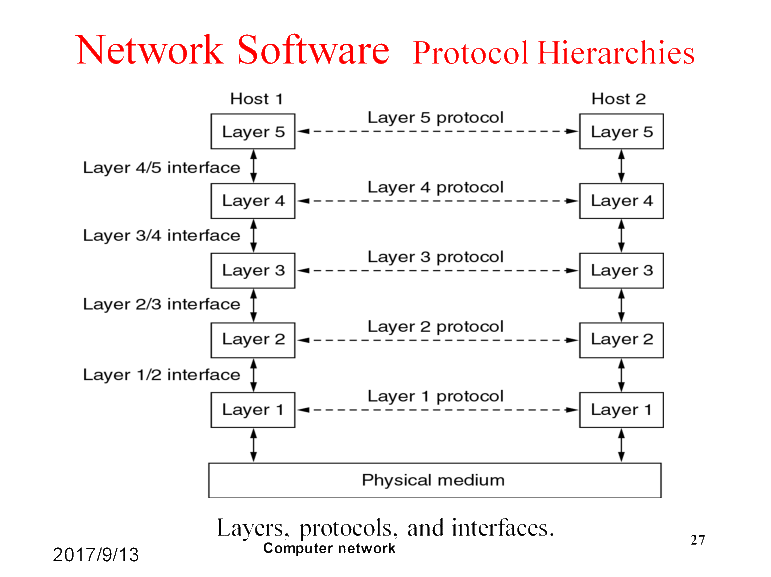 Network Software Protocol Hierarchies
Host 1 Host 2
Layer 5 Layer 5 protocol Layer 5
Layer 4/5 interface
Layer 4 Layer 4 protocol Layer 4
Layer 3/4 interface
Layer 3 Layer 3 protocol Layer 3
Layer 2/3 interface
Layer 2 Layer 2 protocol Layer 2
Layer 1/2 interface
Layer 1 Layer 1 protocol Layer 1
Physical medium
Layers, protocols, and interfaces.
Computer network
2017/9/13
27